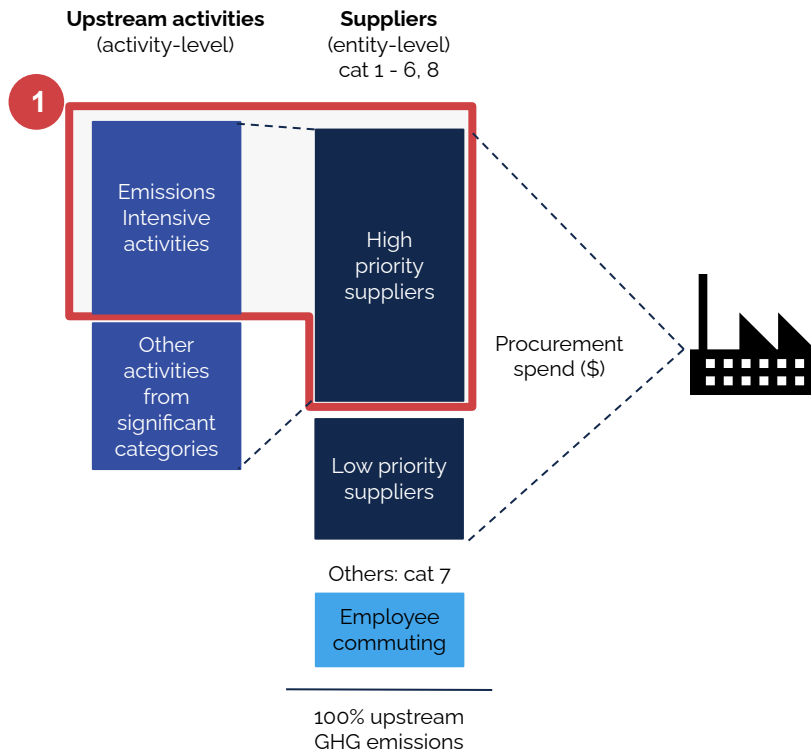 Upstream activities
(activity-level)
Suppliers
(entity-level)
cat 1 - 6, 8
1
Emissions
Intensive
activities
High
priority
suppliers
Other
activities
from
significant
categories
Procurement
spend ($)
Low priority
suppliers
Others: cat 7
Employee
commuting
100% upstream
GHG emissions